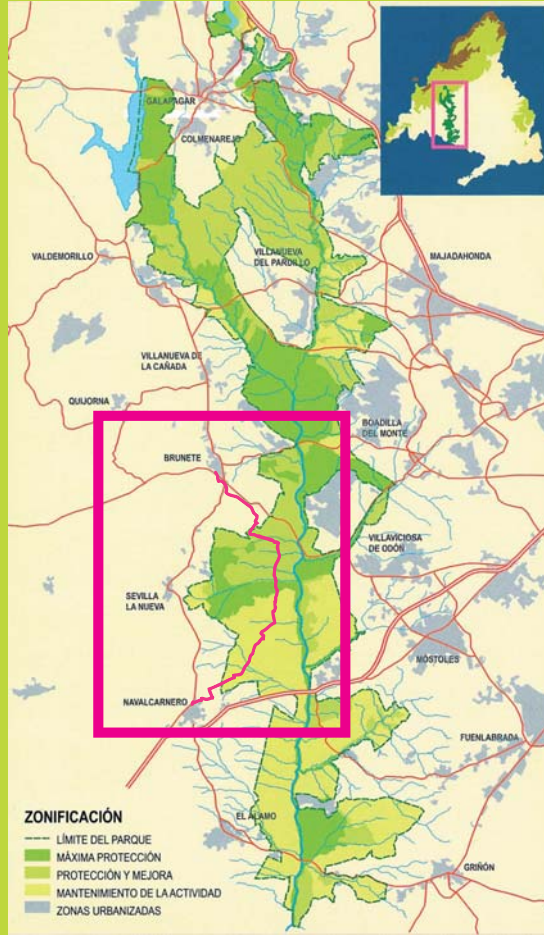 GALAPAGAR
COLMENAREJO
VALDEMORILLO
VILLANUEVA
DEL PARDILLO
MAJADAHONDA
VILLANUEVA DE
LA CAÑADA
QUIJORNA
BOADILLA
DEL MONTE
BRUNETE
VILLAVICIOSA
DE ODÓN
SEVILLA
LA NUEVA
MÓSTOLES
NAVALCARNERO
FUENLABRADA
EL ÁLAMO
GRIÑÓN
ZONIFICACIÓN
LÍMITE DEL PARQUE
MÁXIMA PROTECCIÓN
PROTECCIÓN Y MEJORA
MANTENIMIENTO DE LA ACTIVIDAD
ZONAS URBANIZADAS